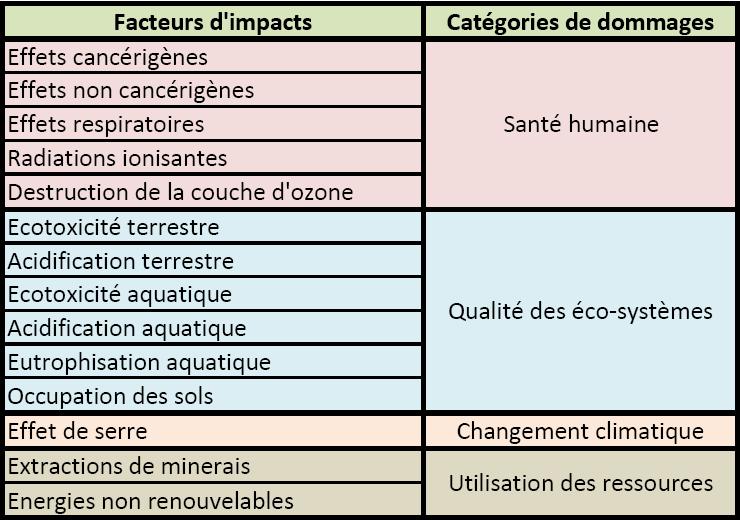 Facteurs d'impacts
Catégories de dommages
Effets cancérigènes
Effets non cancérigènes
Effets respiratoires
Radiations ionisantes
Destruction de la couche d'ozone
Santé humaine
Ecotoxicité terrestre
Acidification terrestre
Ecotoxicité aquatique
Acidification aquatique
Eutrophisation aquatique
Occupation des sols
Qualité des éco-systèmes
Effet de serre
Changement climatique
Extractions de minerais
Energies non renouvelables
Utilisation des ressources